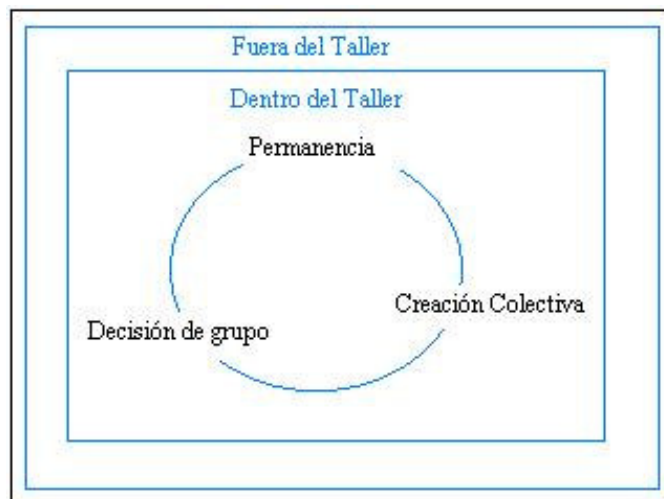 Fuera del Taller
Dentro del Taller
Permanencia
Creación Colectiva
Decisión de grupo